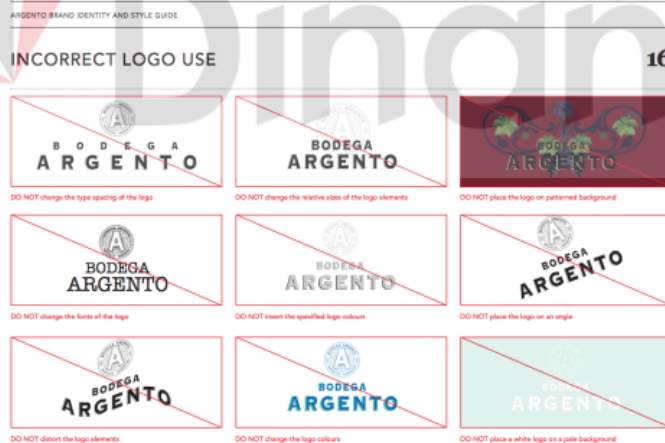 ARGENTO BRAND IDENTITY AND STYLE GUIDE
INCORRECT LOGO USE
16
Dinan
A
BODEGA
ARGENTO
DO NOT change the type spacing of the logo
A
BODEGA
ARGENTO
DO NOT change the relative sizes of the logo elements
BODEGA
ARGENTO
DO NOT place the logo on patterned background
A
BODEGA
ARGENTO
DO NOT change the fonts of the logo
A
BODEGA
ARGENTO
DO NOT invert the specified logo colours
A
BODEGA
ARGENTO
DO NOT place the logo on an angle
A
BODEGA
ARGENTO
DO NOT distort the logo elements
A
BODEGA
ARGENTO
DO NOT change the logo colours
BODEGA
ARGENTO
DO NOT place a white logo on a pale background